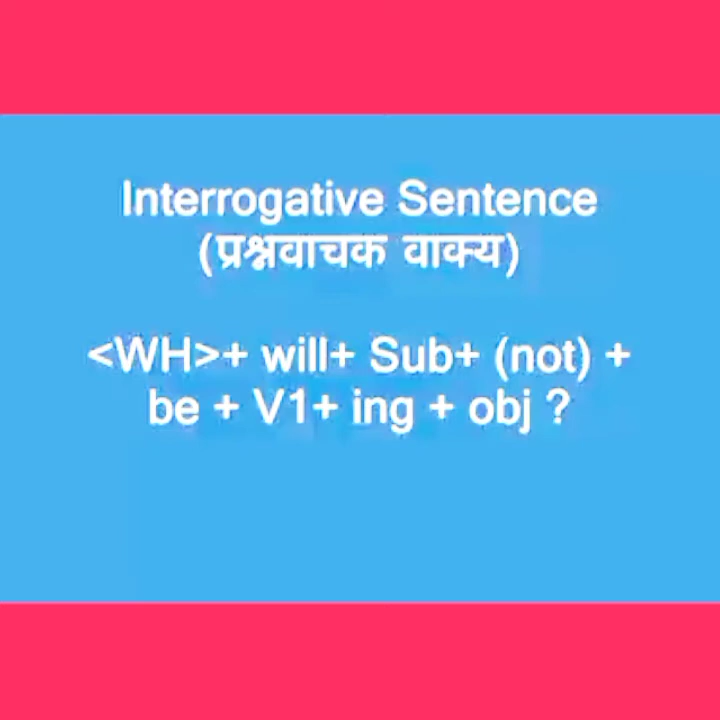 Interrogative Sentence
(प्रश्नवाचक वाक्य)
<WH>+ will+ Sub+ (not) +
be + V1+ ing + obj ?